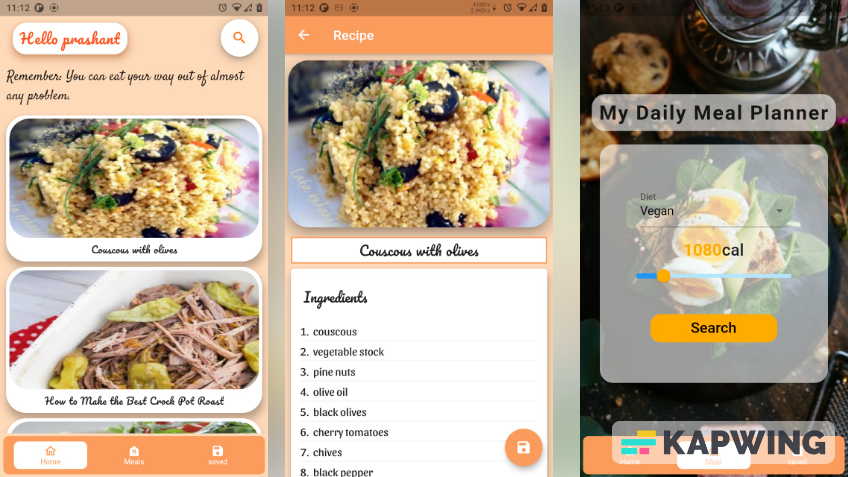 11:12
Hello prashant
Remember: You can eat your way out of almost
any problem.
Couscous with olives
How to Make the Best Crock Pot Roast
Home
Meals
saved
11:12
Recipe
Couscous with olives
Ingredients
1. couscous
2. vegetable stock
3. pine nuts
4. olive oil
5. black olives
6. cherry tomatoes
7. chives
8. black pepper
11:13
My Daily Meal Planner
Diet
Vegan
1080cal
Search
KAPWING
Home
Meal
saved